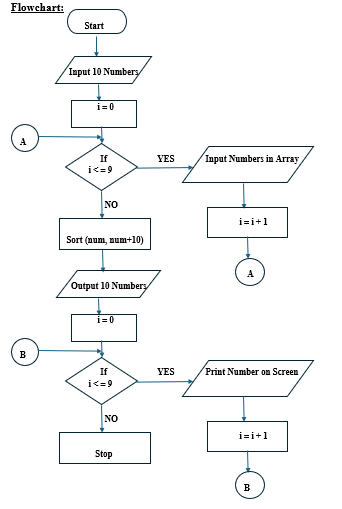 Flowchart:
Start
Input 10 Numbers
i = 0
A
If
i < = 9
YES
Input Numbers in Array
NO
i = i + 1
Sort (num, num+10)
A
Output 10 Numbers
i = 0
B
If
i < = 9
YES
Print Number on Screen
NO
i = i + 1
Stop
B